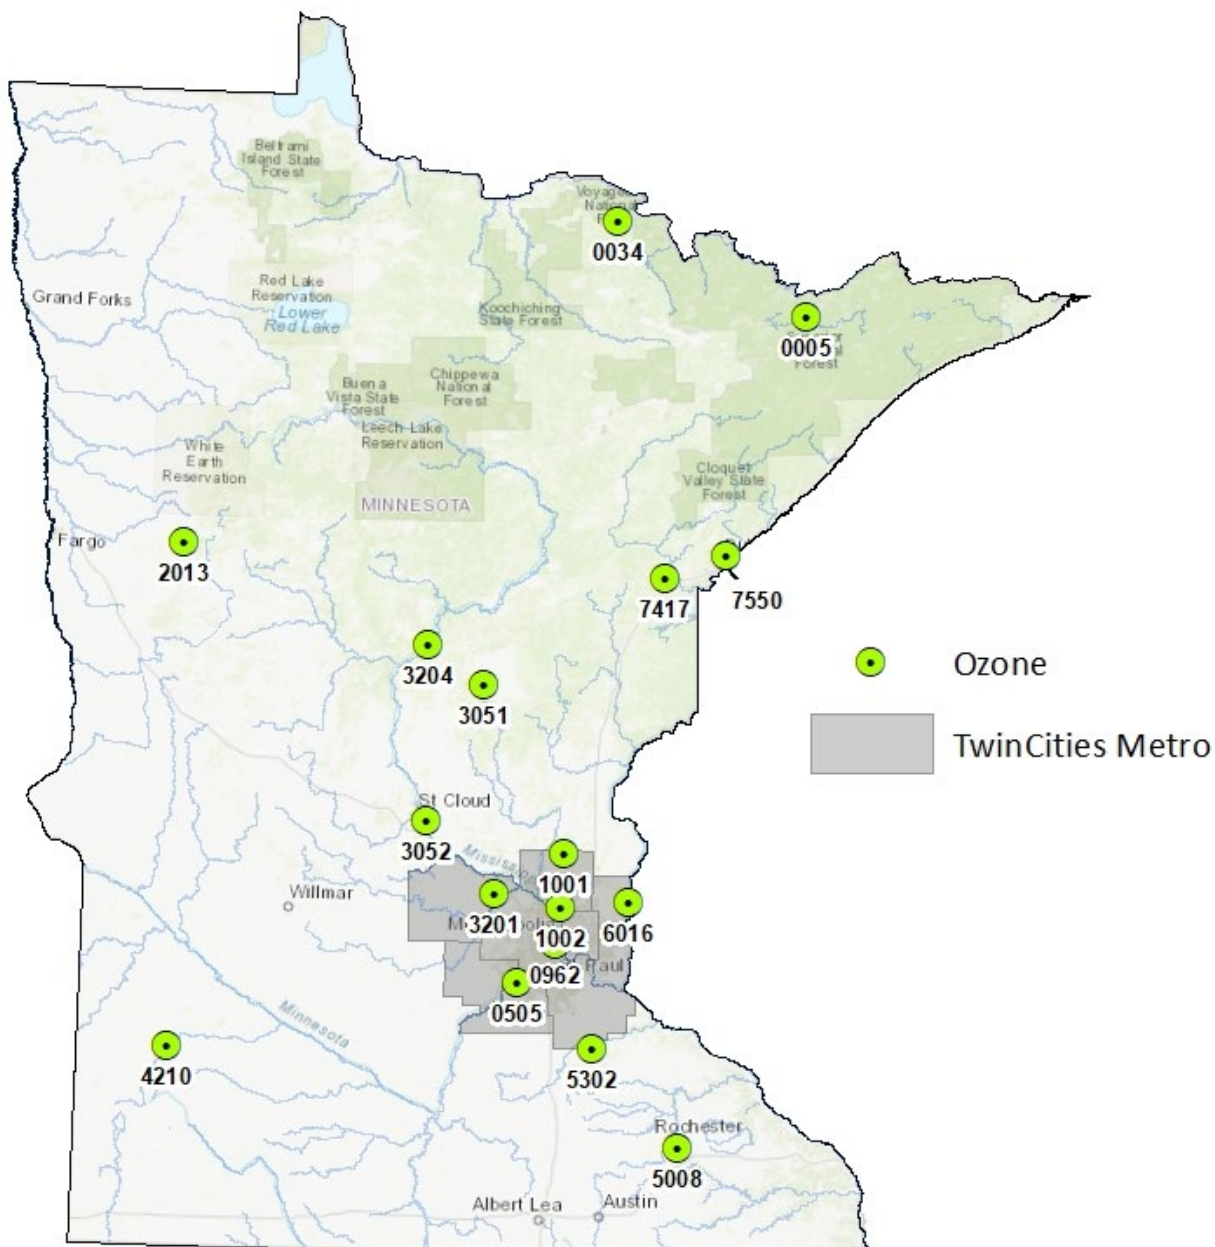 Beltrami
Island State
Forest
National
0034
Red Lake
Reservation
Lower
Red Lake
Grand Forks
Koochiching
State Forest
0005
Forest
Chippewa
National
Forest
Buena
Vista State
Forest
Leech Lake
Reservation
White
Earth
Reservation
Cloquet
Valley State
Forest
MINNESOTA
Fargo
2013
7417
7550
3204
3051
Ozone
TwinCities Metro
St Cloud
3052
Mississip
1001
Willmar
3201
1002
6016
0962
Paul
0505
Minnesota
4210
5302
Rochester
5008
Albert Lea
Austin